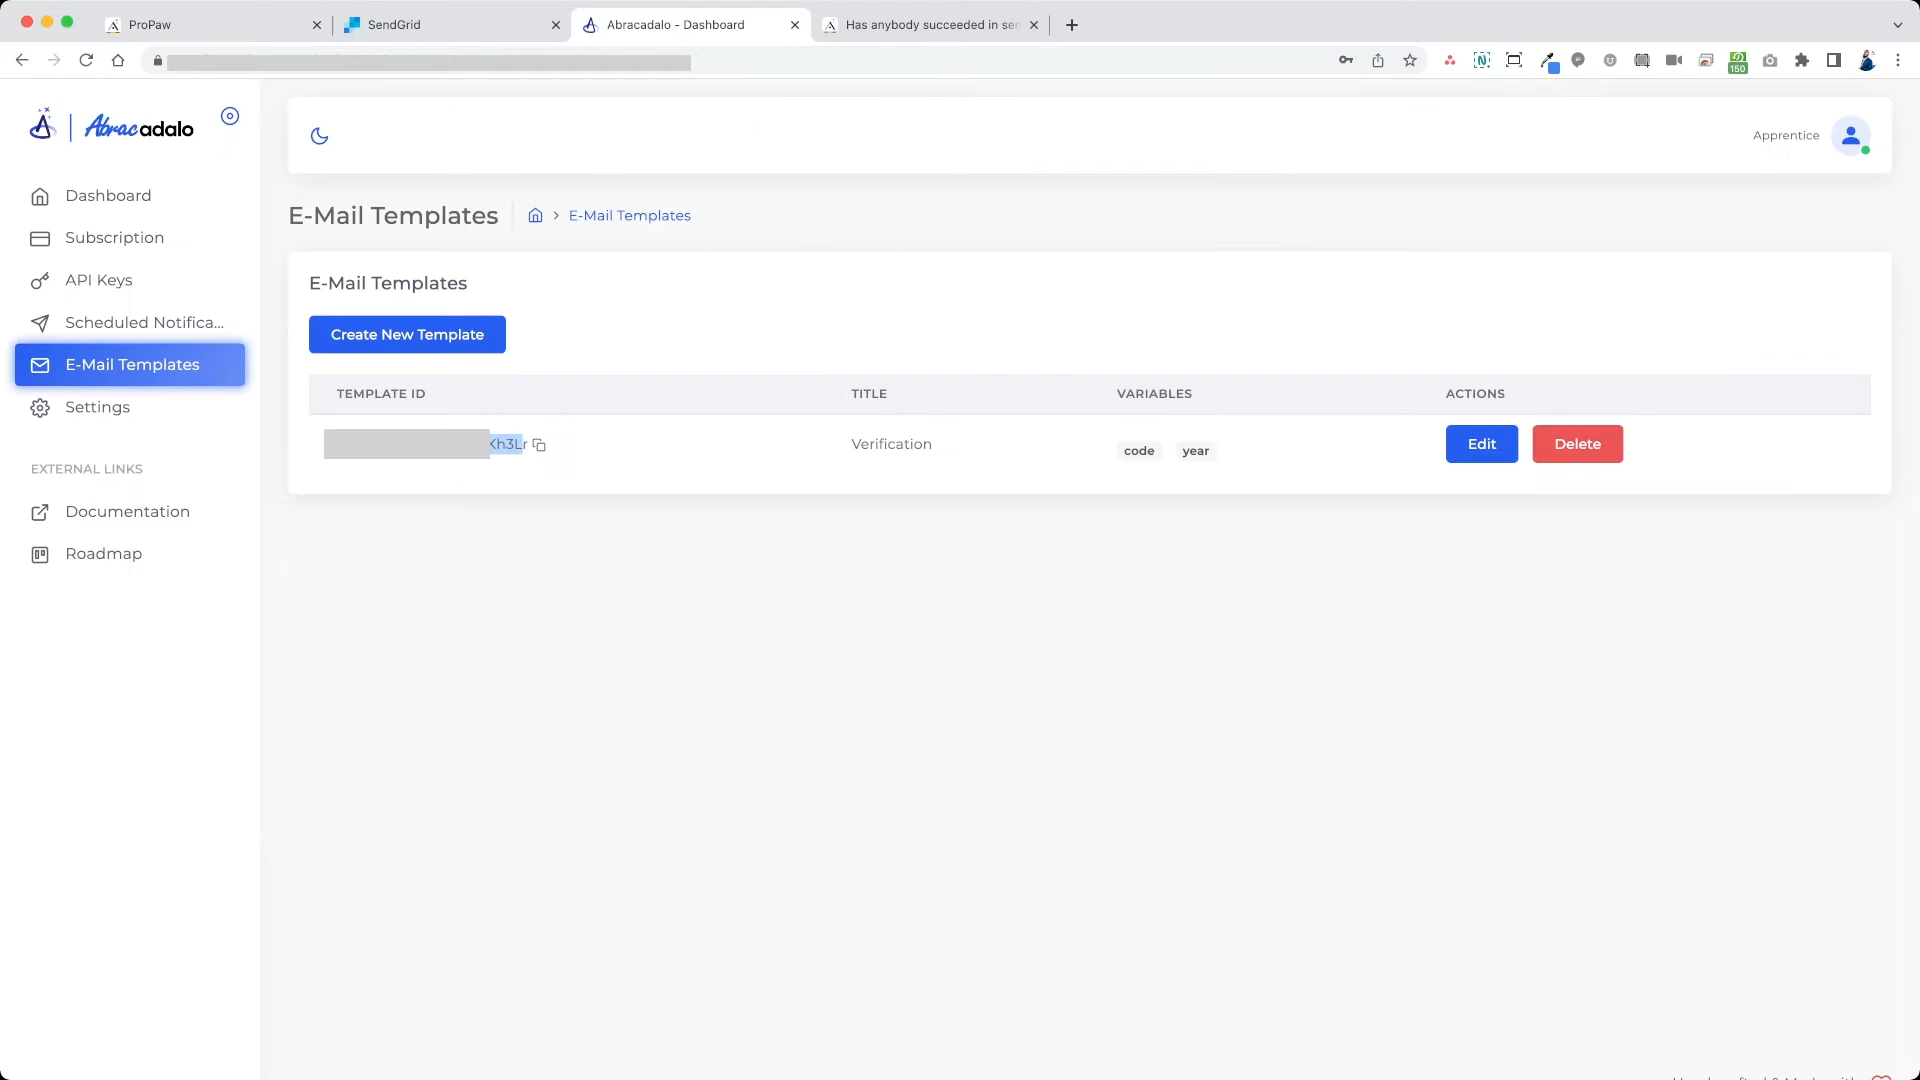 ProPaw
SendGrid
Abracadalo - Dashboard
Has anybody succeeded in sen
150
Abracadalo
Apprentice
Dashboard
Subscription
API Keys
Scheduled Notifica...
E-Mail Templates
Settings
EXTERNAL LINKS
Documentation
Roadmap
E-Mail Templates
E-Mail Templates
E-Mail Templates
Create New Template
TEMPLATE ID TITLE VARIABLES ACTIONS
Kh3Lr Verification code year Edit Delete